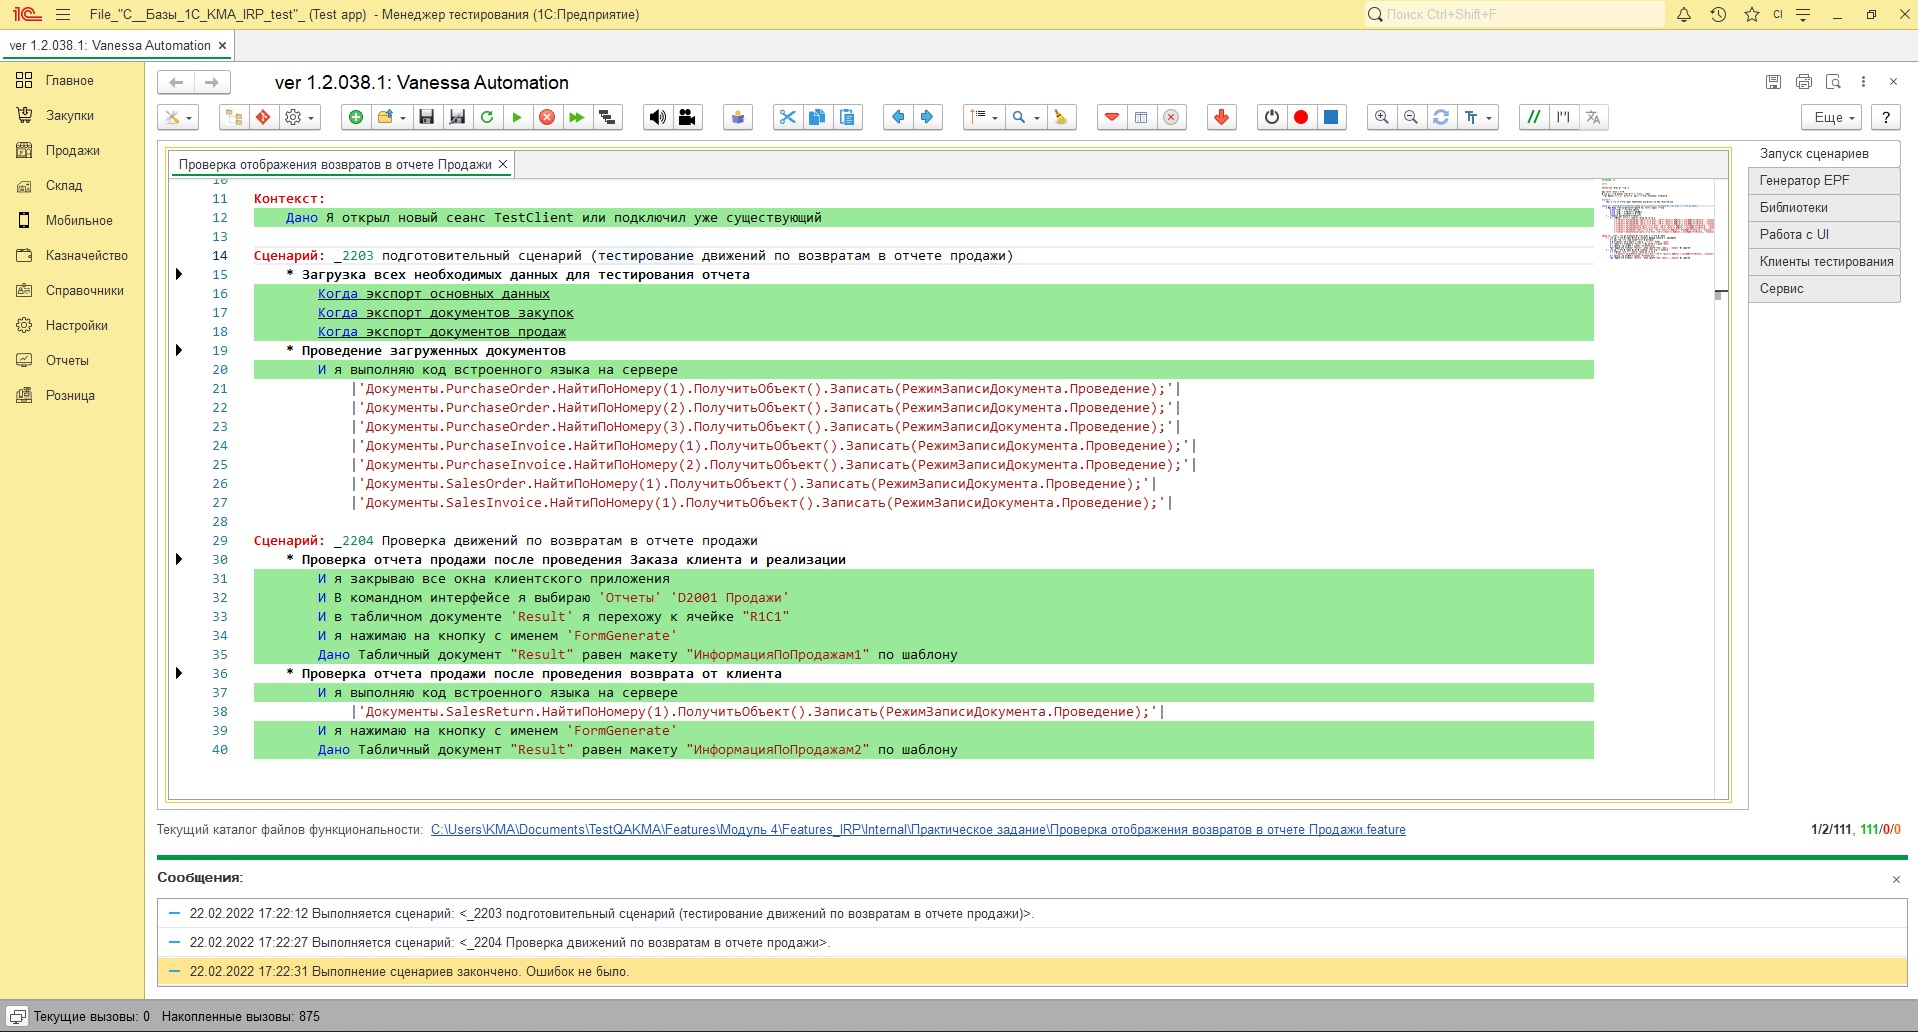 1С File_"C__Базы_1С_KMA_IRP_test"_ (Test app) - Менеджер тестирования (1С:Предприятие) Поиск Ctrl+Shift+F CI
ver 1.2.038.1: Vanessa Automation
Главное
Закупки
Продажи
Склад
Мобильное
Казначейство
Справочники
Настройки
Отчеты
Розница
ver 1.2.038.1: Vanessa Automation
Еще ?
Проверка отображения возвратов в отчете Продажи
10
11 Контекст:
12 Дано Я открыл новый сеанс TestClient или подключил уже существующий
13
14 Сценарий: _2203 подготовительный сценарий (тестирование движений по возвратам в отчете продажи)
15 * Загрузка всех необходимых данных для тестирования отчета
16 Когда экспорт основных данных
17 Когда экспорт документов закупок
18 Когда экспорт документов продаж
19 * Проведение загруженных документов
20 И я выполняю код встроенного языка на сервере
21 |'Документы.PurchaseOrder.НайтиПоНомеру(1).ПолучитьОбъект().Записать(РежимЗаписиДокумента.Проведение);'|
22 |'Документы.PurchaseOrder.НайтиПоНомеру(2).ПолучитьОбъект().Записать(РежимЗаписиДокумента.Проведение);'|
23 |'Документы.PurchaseOrder.НайтиПоНомеру(3).ПолучитьОбъект().Записать(РежимЗаписиДокумента.Проведение);'|
24 |'Документы.PurchaseInvoice.НайтиПоНомеру(1).ПолучитьОбъект().Записать(РежимЗаписиДокумента.Проведение);'|
25 |'Документы.PurchaseInvoice.НайтиПоНомеру(2).ПолучитьОбъект().Записать(РежимЗаписиДокумента.Проведение);'|
26 |'Документы.SalesOrder.НайтиПоНомеру(1).ПолучитьОбъект().Записать(РежимЗаписиДокумента.Проведение);'|
27 |'Документы.SalesInvoice.НайтиПоНомеру(1).ПолучитьОбъект().Записать(РежимЗаписиДокумента.Проведение);'|
28
29 Сценарий: _2204 Проверка движений по возвратам в отчете продажи
30 * Проверка отчета продажи после проведения Заказа клиента и реализации
31 И я закрываю все окна клиентского приложения
32 И В командном интерфейсе я выбираю 'Отчеты' 'D2001 Продажи'
33 И в табличном документе 'Result' я перехожу к ячейке "R1C1"
34 И я нажимаю на кнопку с именем 'FormGenerate'
35 Дано Табличный документ "Result" равен макету "ИнформацияПоПродажам1" по шаблону
36 * Проверка отчета продажи после проведения возврата от клиента
37 И я выполняю код встроенного языка на сервере
38 |'Документы.SalesReturn.НайтиПоНомеру(1).ПолучитьОбъект().Записать(РежимЗаписиДокумента.Проведение);'|
39 И я нажимаю на кнопку с именем 'FormGenerate'
40 Дано Табличный документ "Result" равен макету "ИнформацияПоПродажам2" по шаблону
Запуск сценариев
Генератор EPF
Библиотеки
Работа с UI
Клиенты тестирования
Сервис
Текущий каталог файлов функциональности: C:\Users\KMA\Documents\TestQAKMA\Features\Модуль 4\Features_IRP\Internal\Практическое задание\Проверка отображения возвратов в отчете Продажи.feature 1/2/111, 111/0/0
Сообщения:
22.02.2022 17:22:12 Выполняется сценарий: <_2203 подготовительный сценарий (тестирование движений по возвратам в отчете продажи)>.
22.02.2022 17:22:27 Выполняется сценарий: <_2204 Проверка движений по возвратам в отчете продажи>.
22.02.2022 17:22:31 Выполнение сценариев закончено. Ошибок не было.
Текущие вызовы: 0 Накопленные вызовы: 875